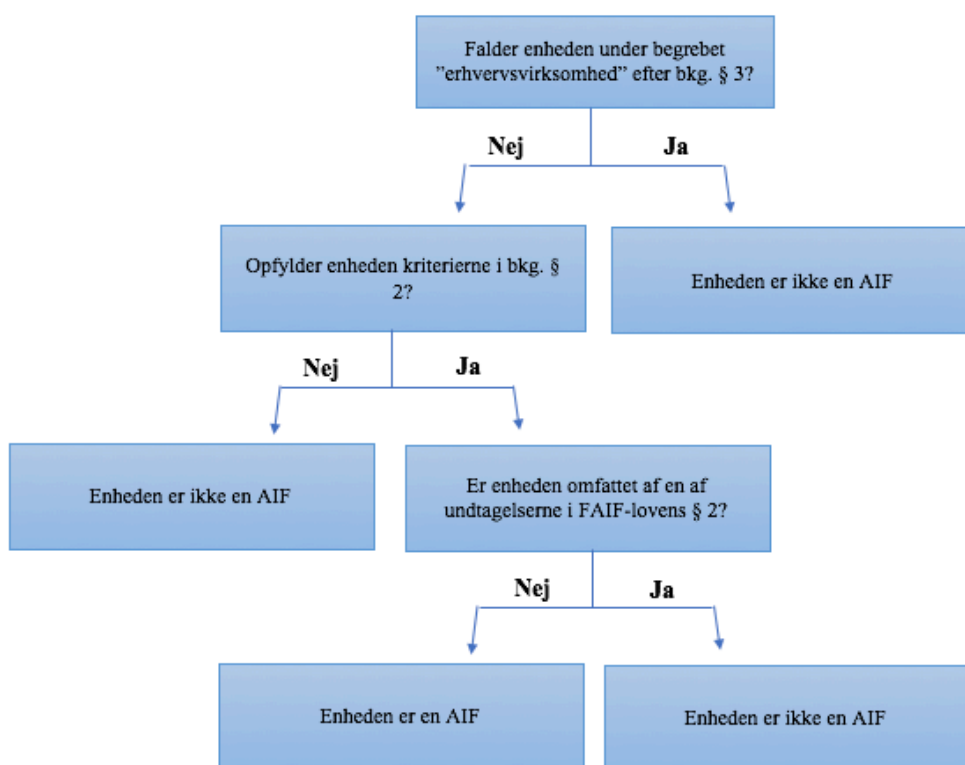 Falder enheden under begrebet
”erhvervsvirksomhed” efter bkg. § 3?
Nej
Ja
Opfylder enheden kriterierne i bkg. §
2?
Enheden er ikke en AIF
Nej
Ja
Enheden er ikke en AIF
Er enheden omfattet af en af
undtagelserne i FAIF-lovens § 2?
Nej
Ja
Enheden er en AIF
Enheden er ikke en AIF